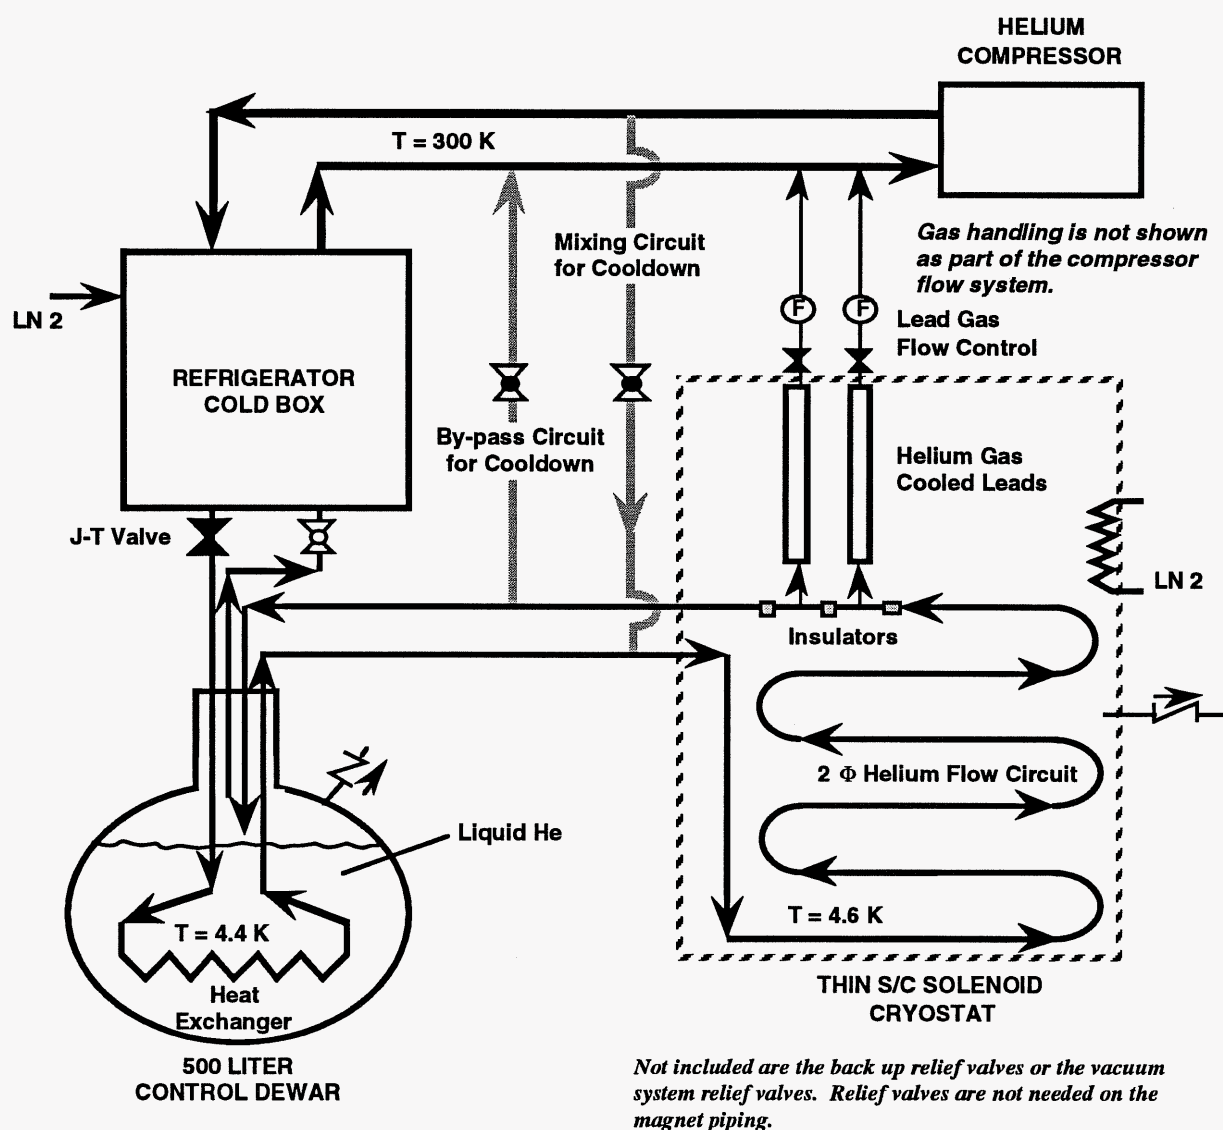 HELIUM
COMPRESSOR
T = 300 K
Mixing Circuit
for Cooldown
Gas handling is not shown
as part of the compressor
flow system.
LN 2
F
F
Lead Gas
Flow Control
REFRIGERATOR
COLD BOX
By-pass Circuit
for Cooldown
Helium Gas
Cooled Leads
J-T Valve
LN 2
Insulators
2 Φ Helium Flow Circuit
Liquid He
T = 4.6 K
T = 4.4 K
Heat
Exchanger
THIN S/C SOLENOID
CRYOSTAT
500 LITER
CONTROL DEWAR
Not included are the back up relief valves or the vacuum
system relief valves. Relief valves are not needed on the
magnet piping.